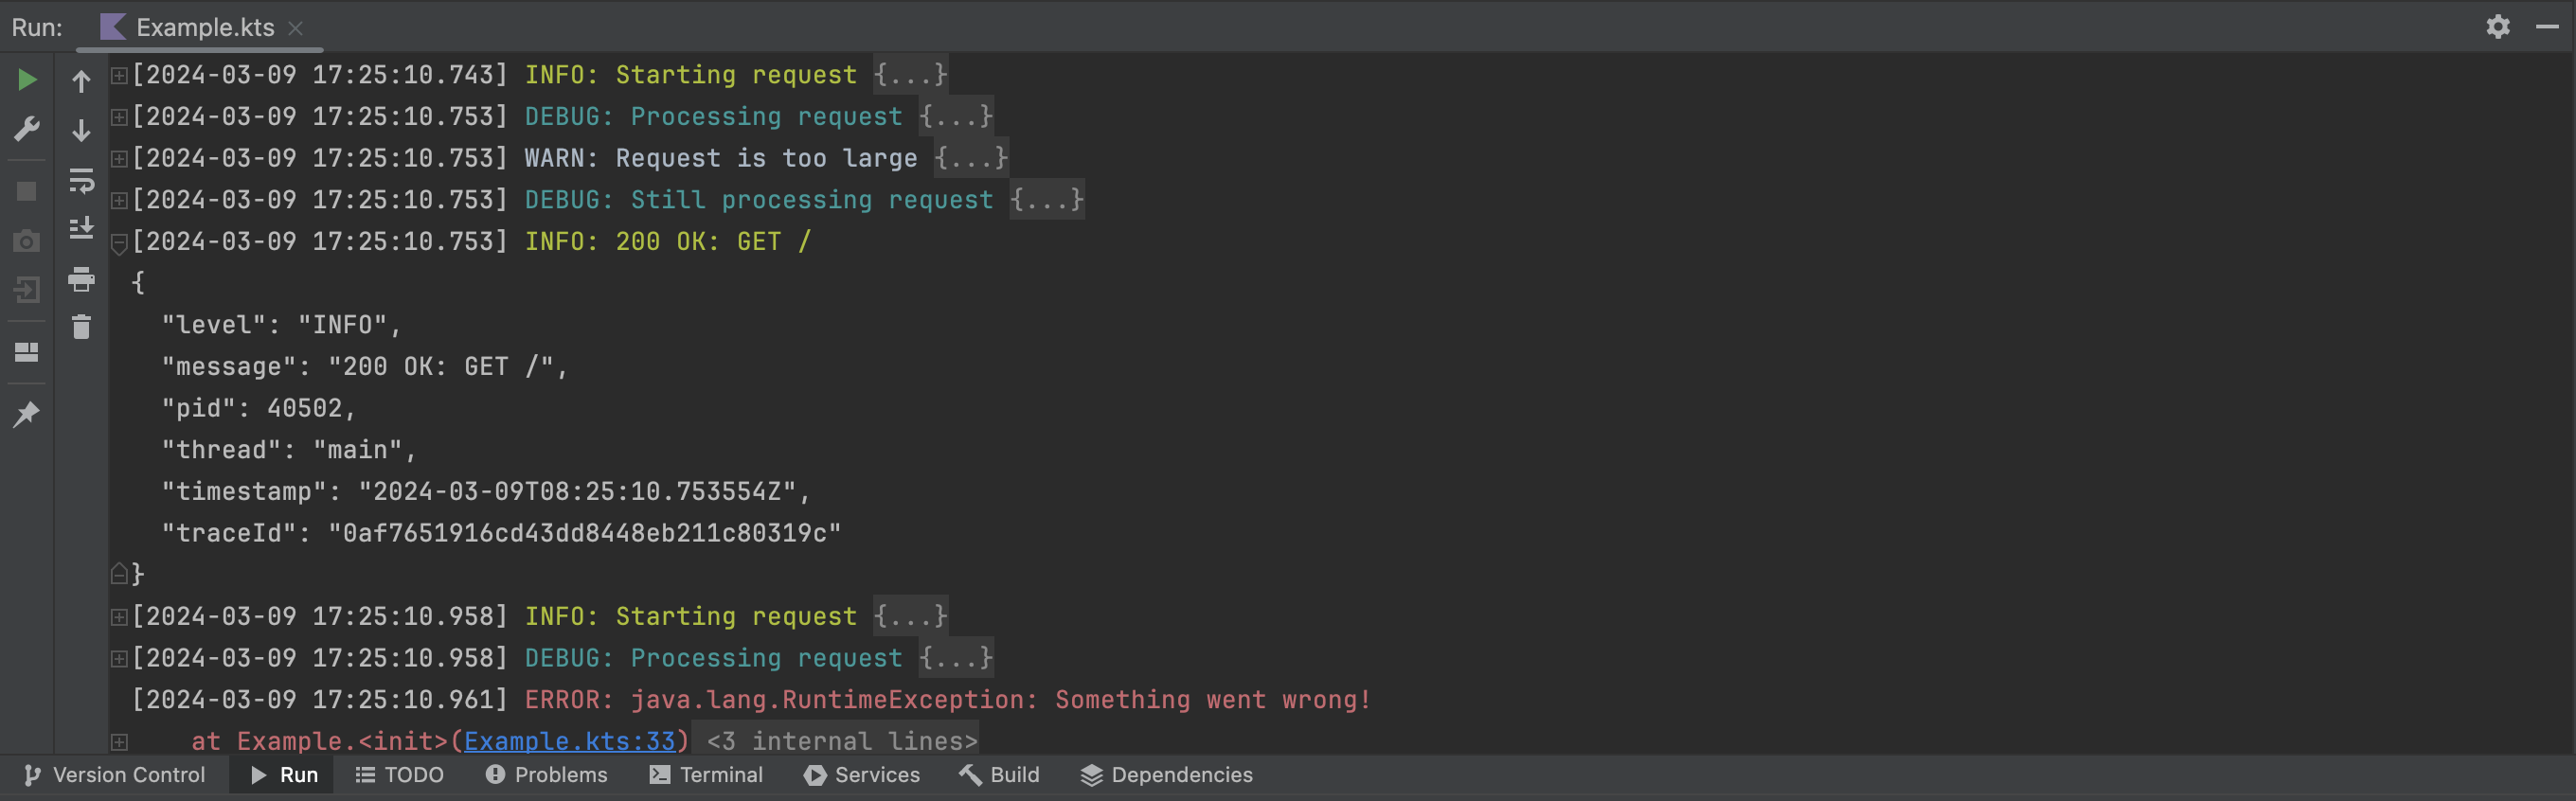 Run: Example.kts
[2024-03-09 17:25:10.743] INFO: Starting request {...}
[2024-03-09 17:25:10.753] DEBUG: Processing request {...}
[2024-03-09 17:25:10.753] WARN: Request is too large {...}
[2024-03-09 17:25:10.753] DEBUG: Still processing request {...}
[2024-03-09 17:25:10.753] INFO: 200 OK: GET /
{
  "level": "INFO",
  "message": "200 OK: GET /",
  "pid": 40502,
  "thread": "main",
  "timestamp": "2024-03-09T08:25:10.753554Z",
  "traceId": "0af7651916cd43dd8448eb211c80319c"
}
[2024-03-09 17:25:10.958] INFO: Starting request {...}
[2024-03-09 17:25:10.958] DEBUG: Processing request {...}
[2024-03-09 17:25:10.961] ERROR: java.lang.RuntimeException: Something went wrong!
    at Example.<init>(Example.kts:33) <3 internal lines>
Version Control Run TODO Problems Terminal Services Build Dependencies